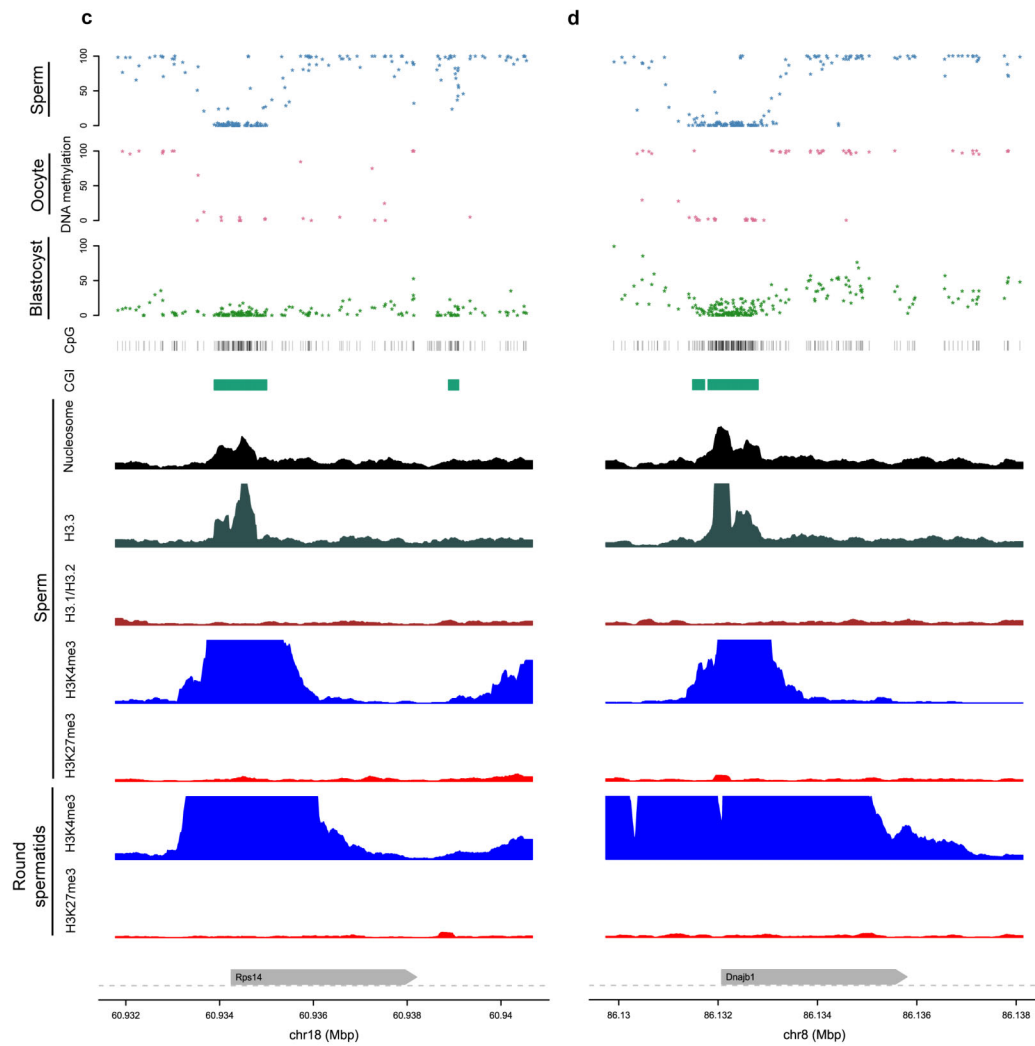 c
d
Sperm
100
50
0
Oocyte
DNA methylation
100
50
0
Blastocyst
100
50
0
CpG
CGI
Sperm
Nucleosome
H3.3
H3.1/H3.2
H3K4me3
H3K27me3
Round
spermatids
H3K4me3
H3K27me3
Rps14
Dnajb1
60.932 60.934 60.936 60.938 60.94
86.13 86.132 86.134 86.136 86.138
chr18 (Mbp)
chr8 (Mbp)